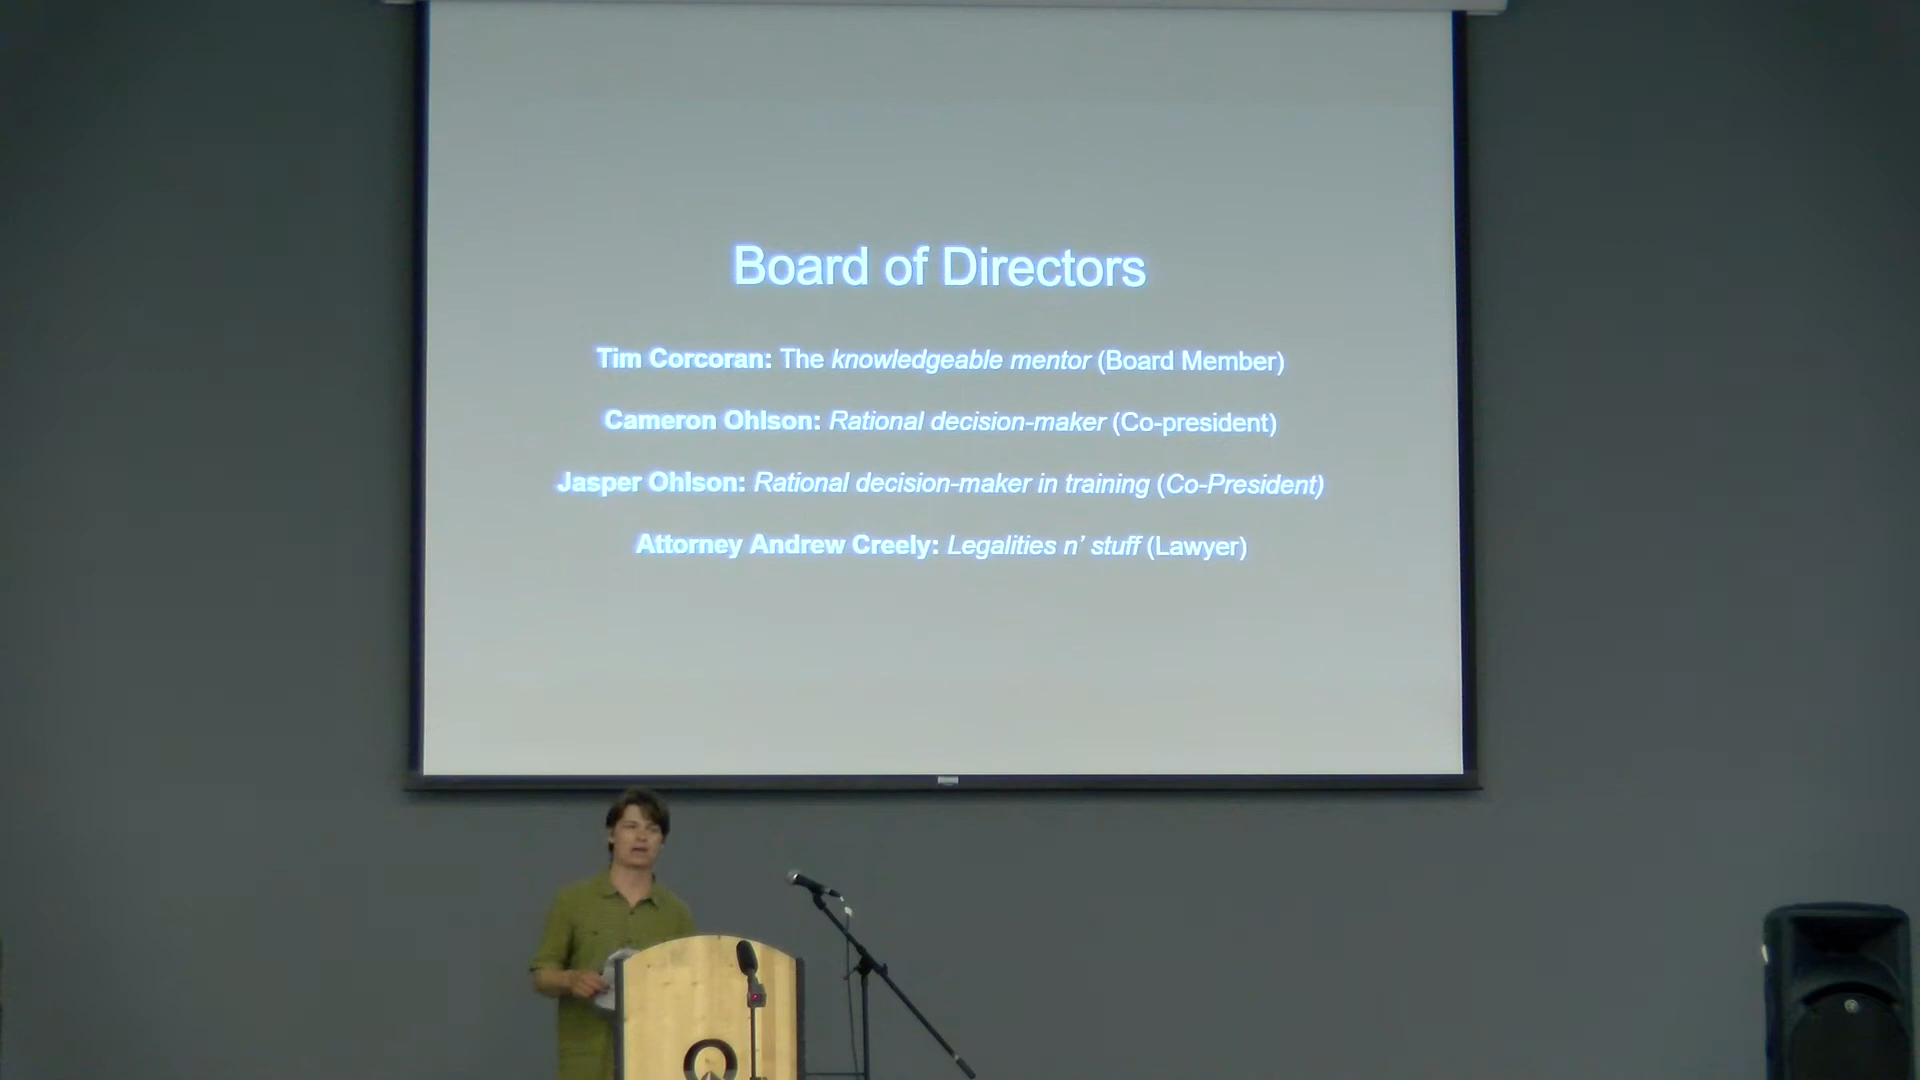 Board of Directors
Tim Corcoran: The knowledgeable mentor (Board Member)
Cameron Ohlson: Rational decision-maker (Co-president)
Jasper Ohlson: Rational decision-maker in training (Co-President)
Attorney Andrew Creely: Legalities n’ stuff (Lawyer)